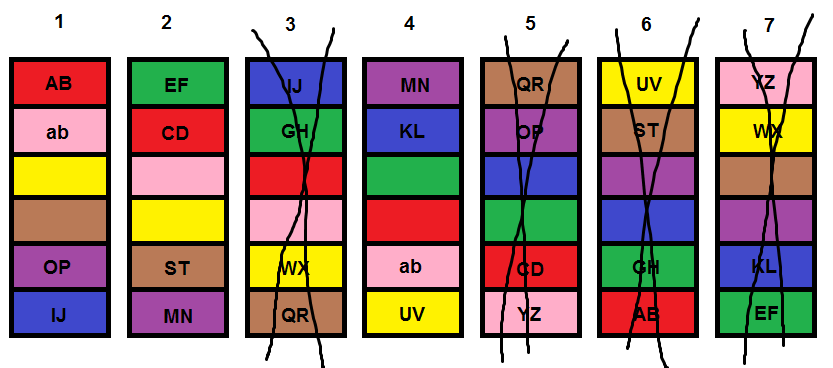 1 2 3 4 5 6 7
AB EF IJ MN QR UV YZ
ab CD GH KL OP ST WX
OP ST WX ab CD GH KL
IJ MN QR UV YZ AB EF